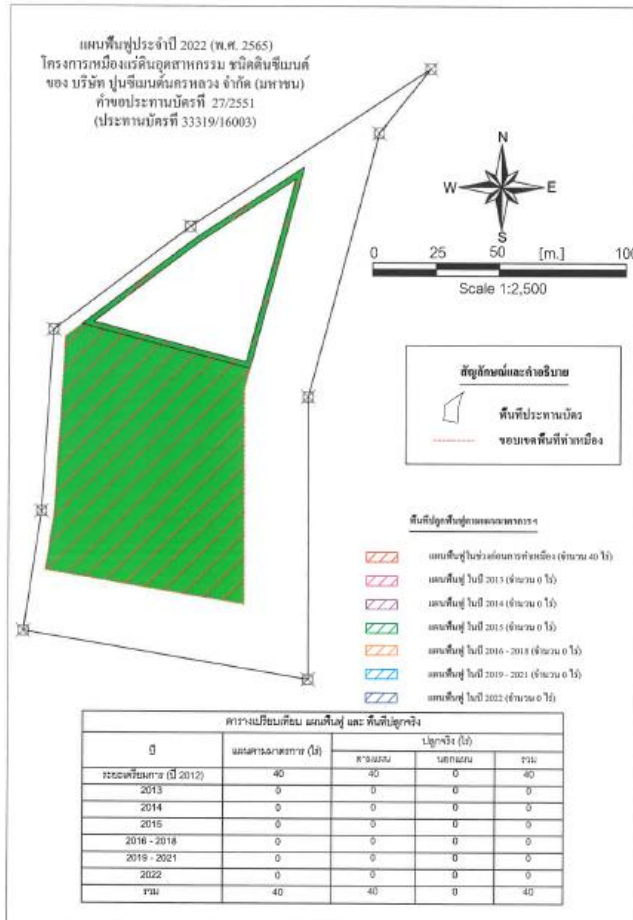 แผนฟื้นฟูประจำปี 2022 (พ.ศ. 2565)
โครงการเหมืองแร่ดินอุตสาหกรรม ชนิดดินซีเมนต์
ของ บริษัท ปูนซีเมนต์นครหลวง จำกัด (มหาชน)
คำขอประทานบัตรที่ 27/2551
(ประทานบัตรที่ 33319/16003)
N
W E
S
0 25 50 [m.] 100
Scale 1:2,500
สัญลักษณ์และคำอธิบาย
พื้นที่ประทานบัตร
ขอบเขตพื้นที่ทำเหมือง
พื้นที่ปลูกฟื้นฟูตามแผนมาตรการฯ
แผนฟื้นฟูในช่วงก่อนการทำเหมือง (จำนวน 40 ไร่)
แผนฟื้นฟู ในปี 2013 (จำนวน 0 ไร่)
แผนฟื้นฟู ในปี 2014 (จำนวน 0 ไร่)
แผนฟื้นฟู ในปี 2015 (จำนวน 0 ไร่)
แผนฟื้นฟู ในปี 2016 - 2018 (จำนวน 0 ไร่)
แผนฟื้นฟู ในปี 2019 - 2021 (จำนวน 0 ไร่)
แผนฟื้นฟู ในปี 2022 (จำนวน 0 ไร่)
ตารางเปรียบเทียบ แผนฟื้นฟู และ พื้นที่ปลูกจริง
ปี แผนตามมาตรการ (ไร่) ปลูกจริง (ไร่)
ตามแผน นอกแผน รวม
ระยะเตรียมการ (ปี 2012) 40 40 0 40
2013 0 0 0 0
2014 0 0 0 0
2015 0 0 0 0
2016 - 2018 0 0 0 0
2019 - 2021 0 0 0 0
2022 0 0 0 0
รวม 40 40 0 40